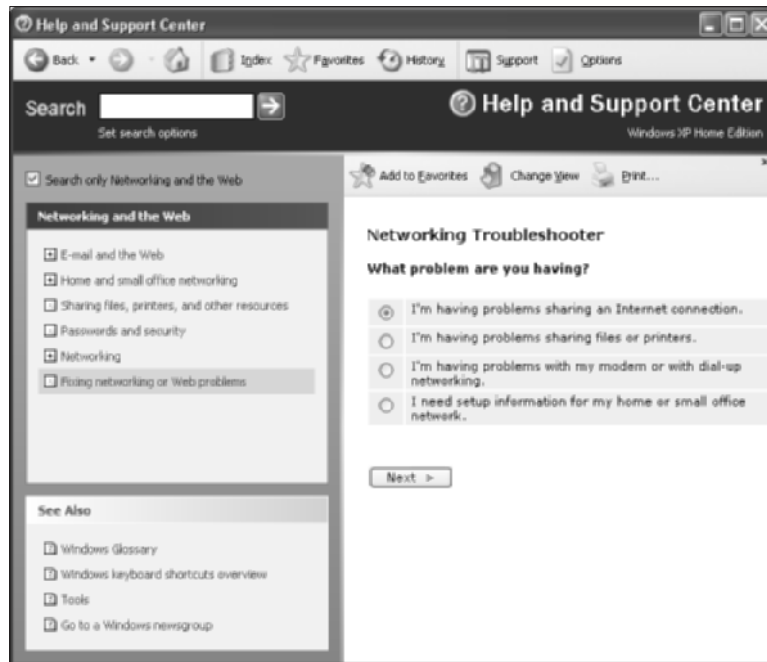 Help and Support Center
Back
Index
Favorites
History
Support
Options
Search
Set search options
Help and Support Center
Windows XP Home Edition
Search only Networking and the Web
Networking and the Web
E-mail and the Web
Home and small office networking
Sharing files, printers, and other resources
Passwords and security
Networking
Fixing networking or Web problems
See Also
Windows Glossary
Windows keyboard shortcuts overview
Tools
Go to a Windows newsgroup
Add to Favorites
Change View
Print...
Networking Troubleshooter
What problem are you having?
I'm having problems sharing an Internet connection.
I'm having problems sharing files or printers.
I'm having problems with my modem or with dial-up
networking.
I need setup information for my home or small office
network.
Next